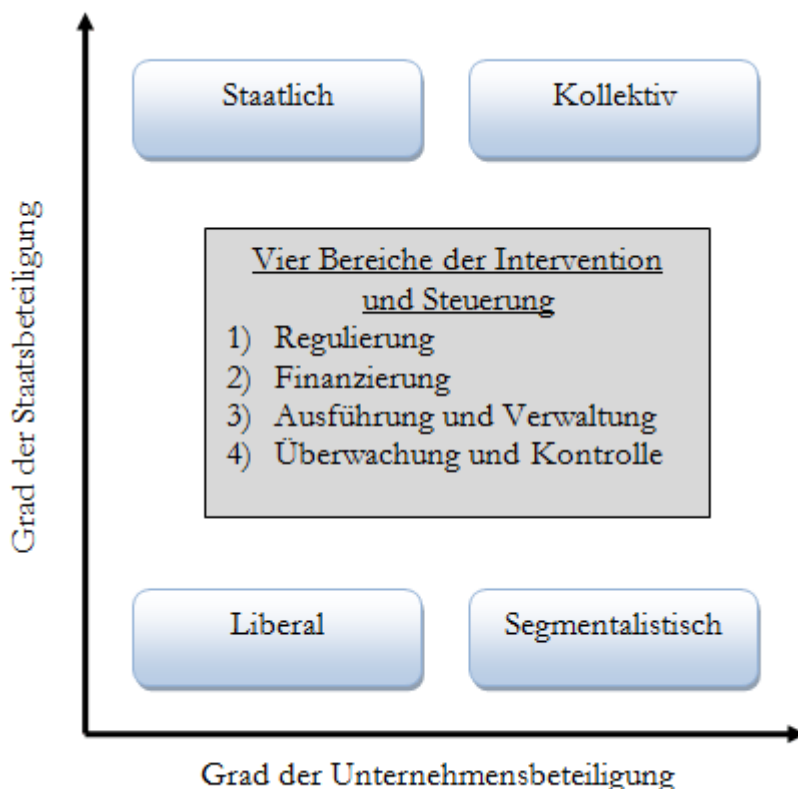 Staatlich
Kollektiv
Grad der Staatsbeteiligung
Vier Bereiche der Intervention
und Steuerung
1) Regulierung
2) Finanzierung
3) Ausführung und Verwaltung
4) Überwachung und Kontrolle
Liberal
Segmentalistisch
Grad der Unternehmensbeteiligung